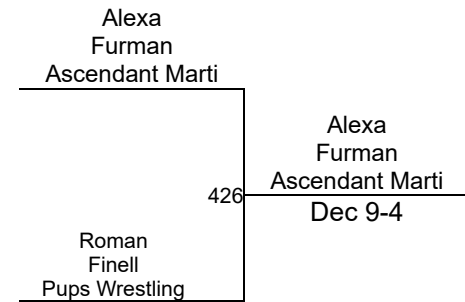 Alexa
Furman
Ascendant Marti
426
Alexa
Furman
Ascendant Marti
Dec 9-4
Roman
Finell
Pups Wrestling